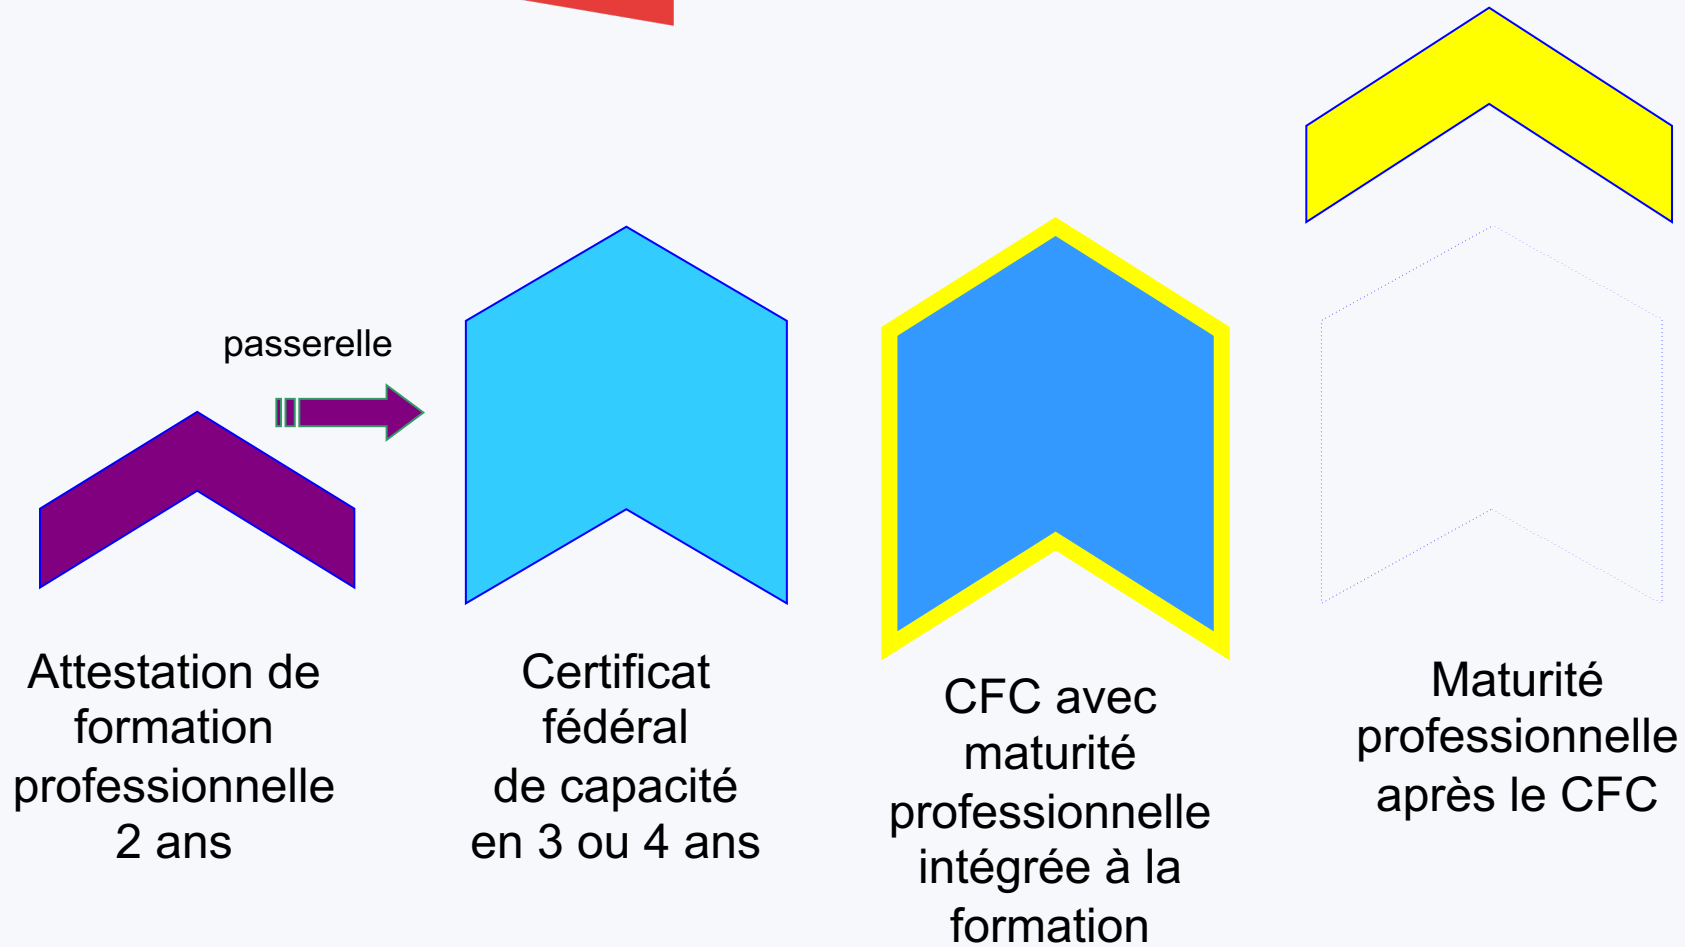 passerelle
Attestation de
formation
professionnelle
2 ans
Certificat
fédéral
de capacité
en 3 ou 4 ans
CFC avec
maturité
professionnelle
intégrée à la
formation
Maturité
professionnelle
après le CFC